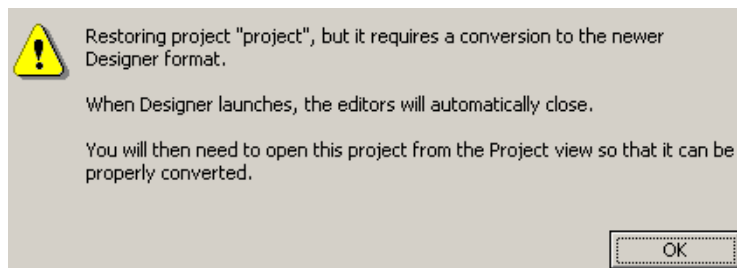 Restoring project "project", but it requires a conversion to the newer
Designer format.
When Designer launches, the editors will automatically close.
You will then need to open this project from the Project view so that it can be
properly converted.
OK